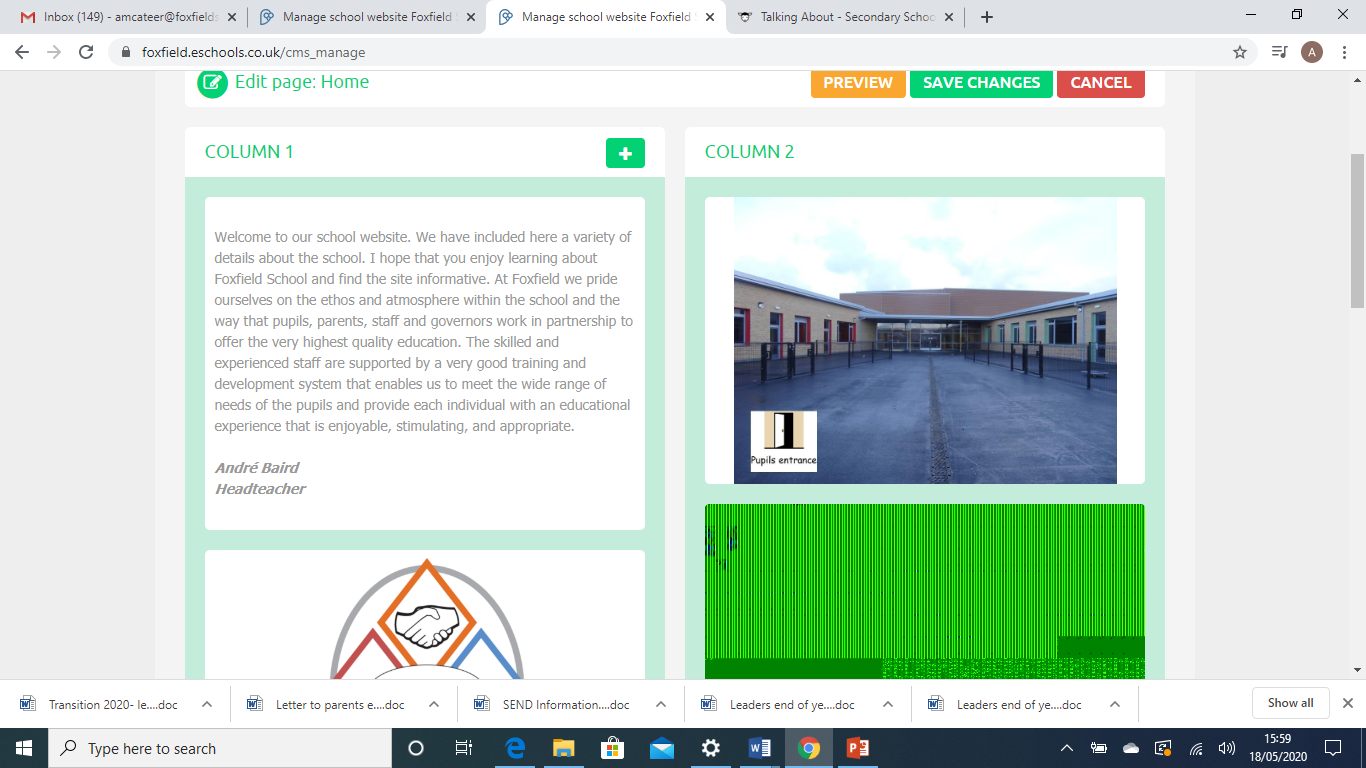 Inbox (149) - amcateer@foxfields
Manage school website Foxfield
Manage school website Foxfield
Talking About - Secondary Schoo
foxfield.eschools.co.uk/cms_manage
A
Edit page: Home
PREVIEW
SAVE CHANGES
CANCEL
COLUMN 1
COLUMN 2
Welcome to our school website. We have included here a variety of
details about the school. I hope that you enjoy learning about
Foxfield School and find the site informative. At Foxfield we pride
ourselves on the ethos and atmosphere within the school and the
way that pupils, parents, staff and governors work in partnership to
offer the very highest quality education. The skilled and
experienced staff are supported by a very good training and
development system that enables us to meet the wide range of
needs of the pupils and provide each individual with an educational
experience that is enjoyable, stimulating, and appropriate.
André Baird
Headteacher
Pupils entrance
Transition 2020- le....doc
Letter to parents e....doc
SEND Information....doc
Leaders end of ye....doc
Leaders end of ye....doc
Show all
Type here to search
15:59
18/05/2020